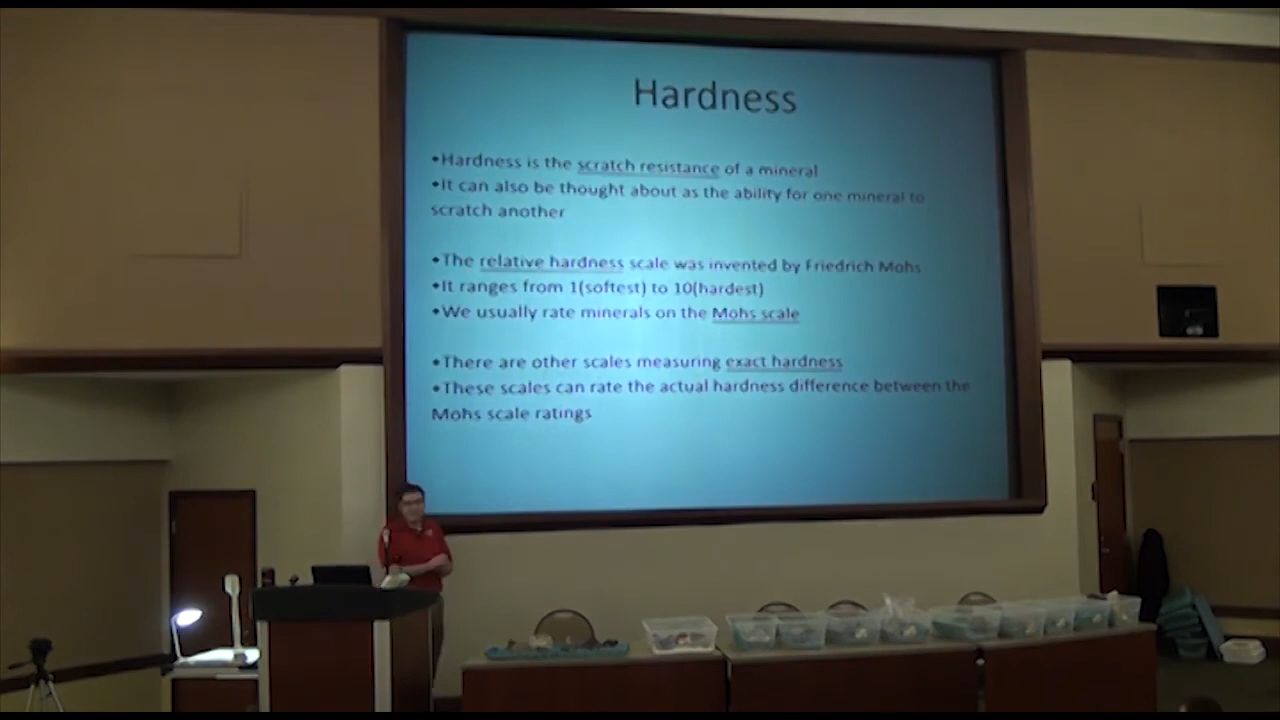 Hardness
•Hardness is the scratch resistance of a mineral
•It can also be thought about as the ability for one mineral to
scratch another
•The relative hardness scale was invented by Friedrich Mohs
•It ranges from 1(softest) to 10(hardest)
•We usually rate minerals on the Mohs scale
•There are other scales measuring exact hardness
•These scales can rate the actual hardness difference between the
Mohs scale ratings